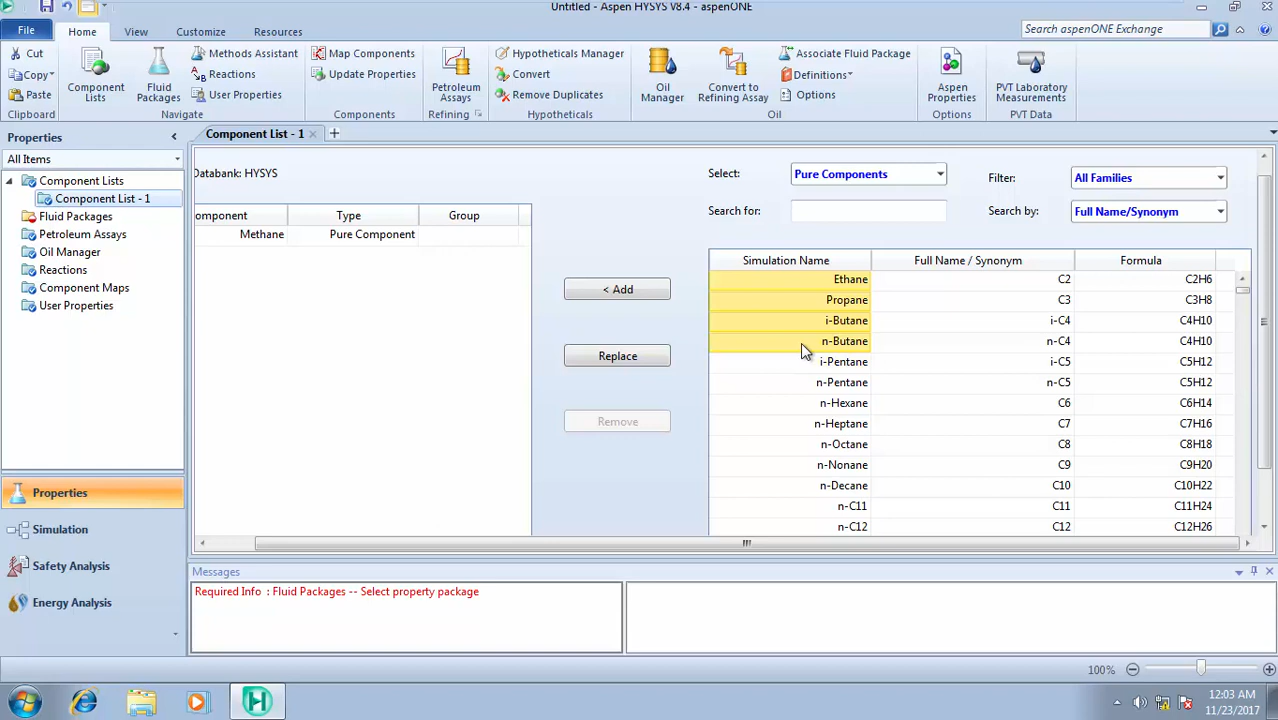 Untitled - Aspen HYSYS V8.4 - aspenONE
File Home View Customize Resources
Search aspenONE Exchange
Cut
Copy
Paste
Clipboard
Component Lists
Fluid Packages
Methods Assistant
Reactions
User Properties
Navigate
Map Components
Update Properties
Components
Petroleum Assays
Refining
Hypotheticals Manager
Convert
Remove Duplicates
Hypotheticals
Oil Manager
Convert to Refining Assay
Associate Fluid Package
Definitions
Options
Oil
Aspen Properties
Options
PVT Laboratory Measurements
PVT Data
Properties
All Items
Component Lists
Component List - 1
Fluid Packages
Petroleum Assays
Oil Manager
Reactions
Component Maps
User Properties
Properties
Simulation
Safety Analysis
Energy Analysis
Component List - 1
Databank: HYSYS
omponent Type Group
Methane Pure Component
< Add
Replace
Remove
Select: Pure Components
Filter: All Families
Search for:
Search by: Full Name/Synonym
Simulation Name Full Name / Synonym Formula
Ethane C2 C2H6
Propane C3 C3H8
i-Butane i-C4 C4H10
n-Butane n-C4 C4H10
i-Pentane i-C5 C5H12
n-Pentane n-C5 C5H12
n-Hexane C6 C6H14
n-Heptane C7 C7H16
n-Octane C8 C8H18
n-Nonane C9 C9H20
n-Decane C10 C10H22
n-C11 C11 C11H24
n-C12 C12 C12H26
Messages
Required Info : Fluid Packages -- Select property package
100%
12:03 AM
11/23/2017